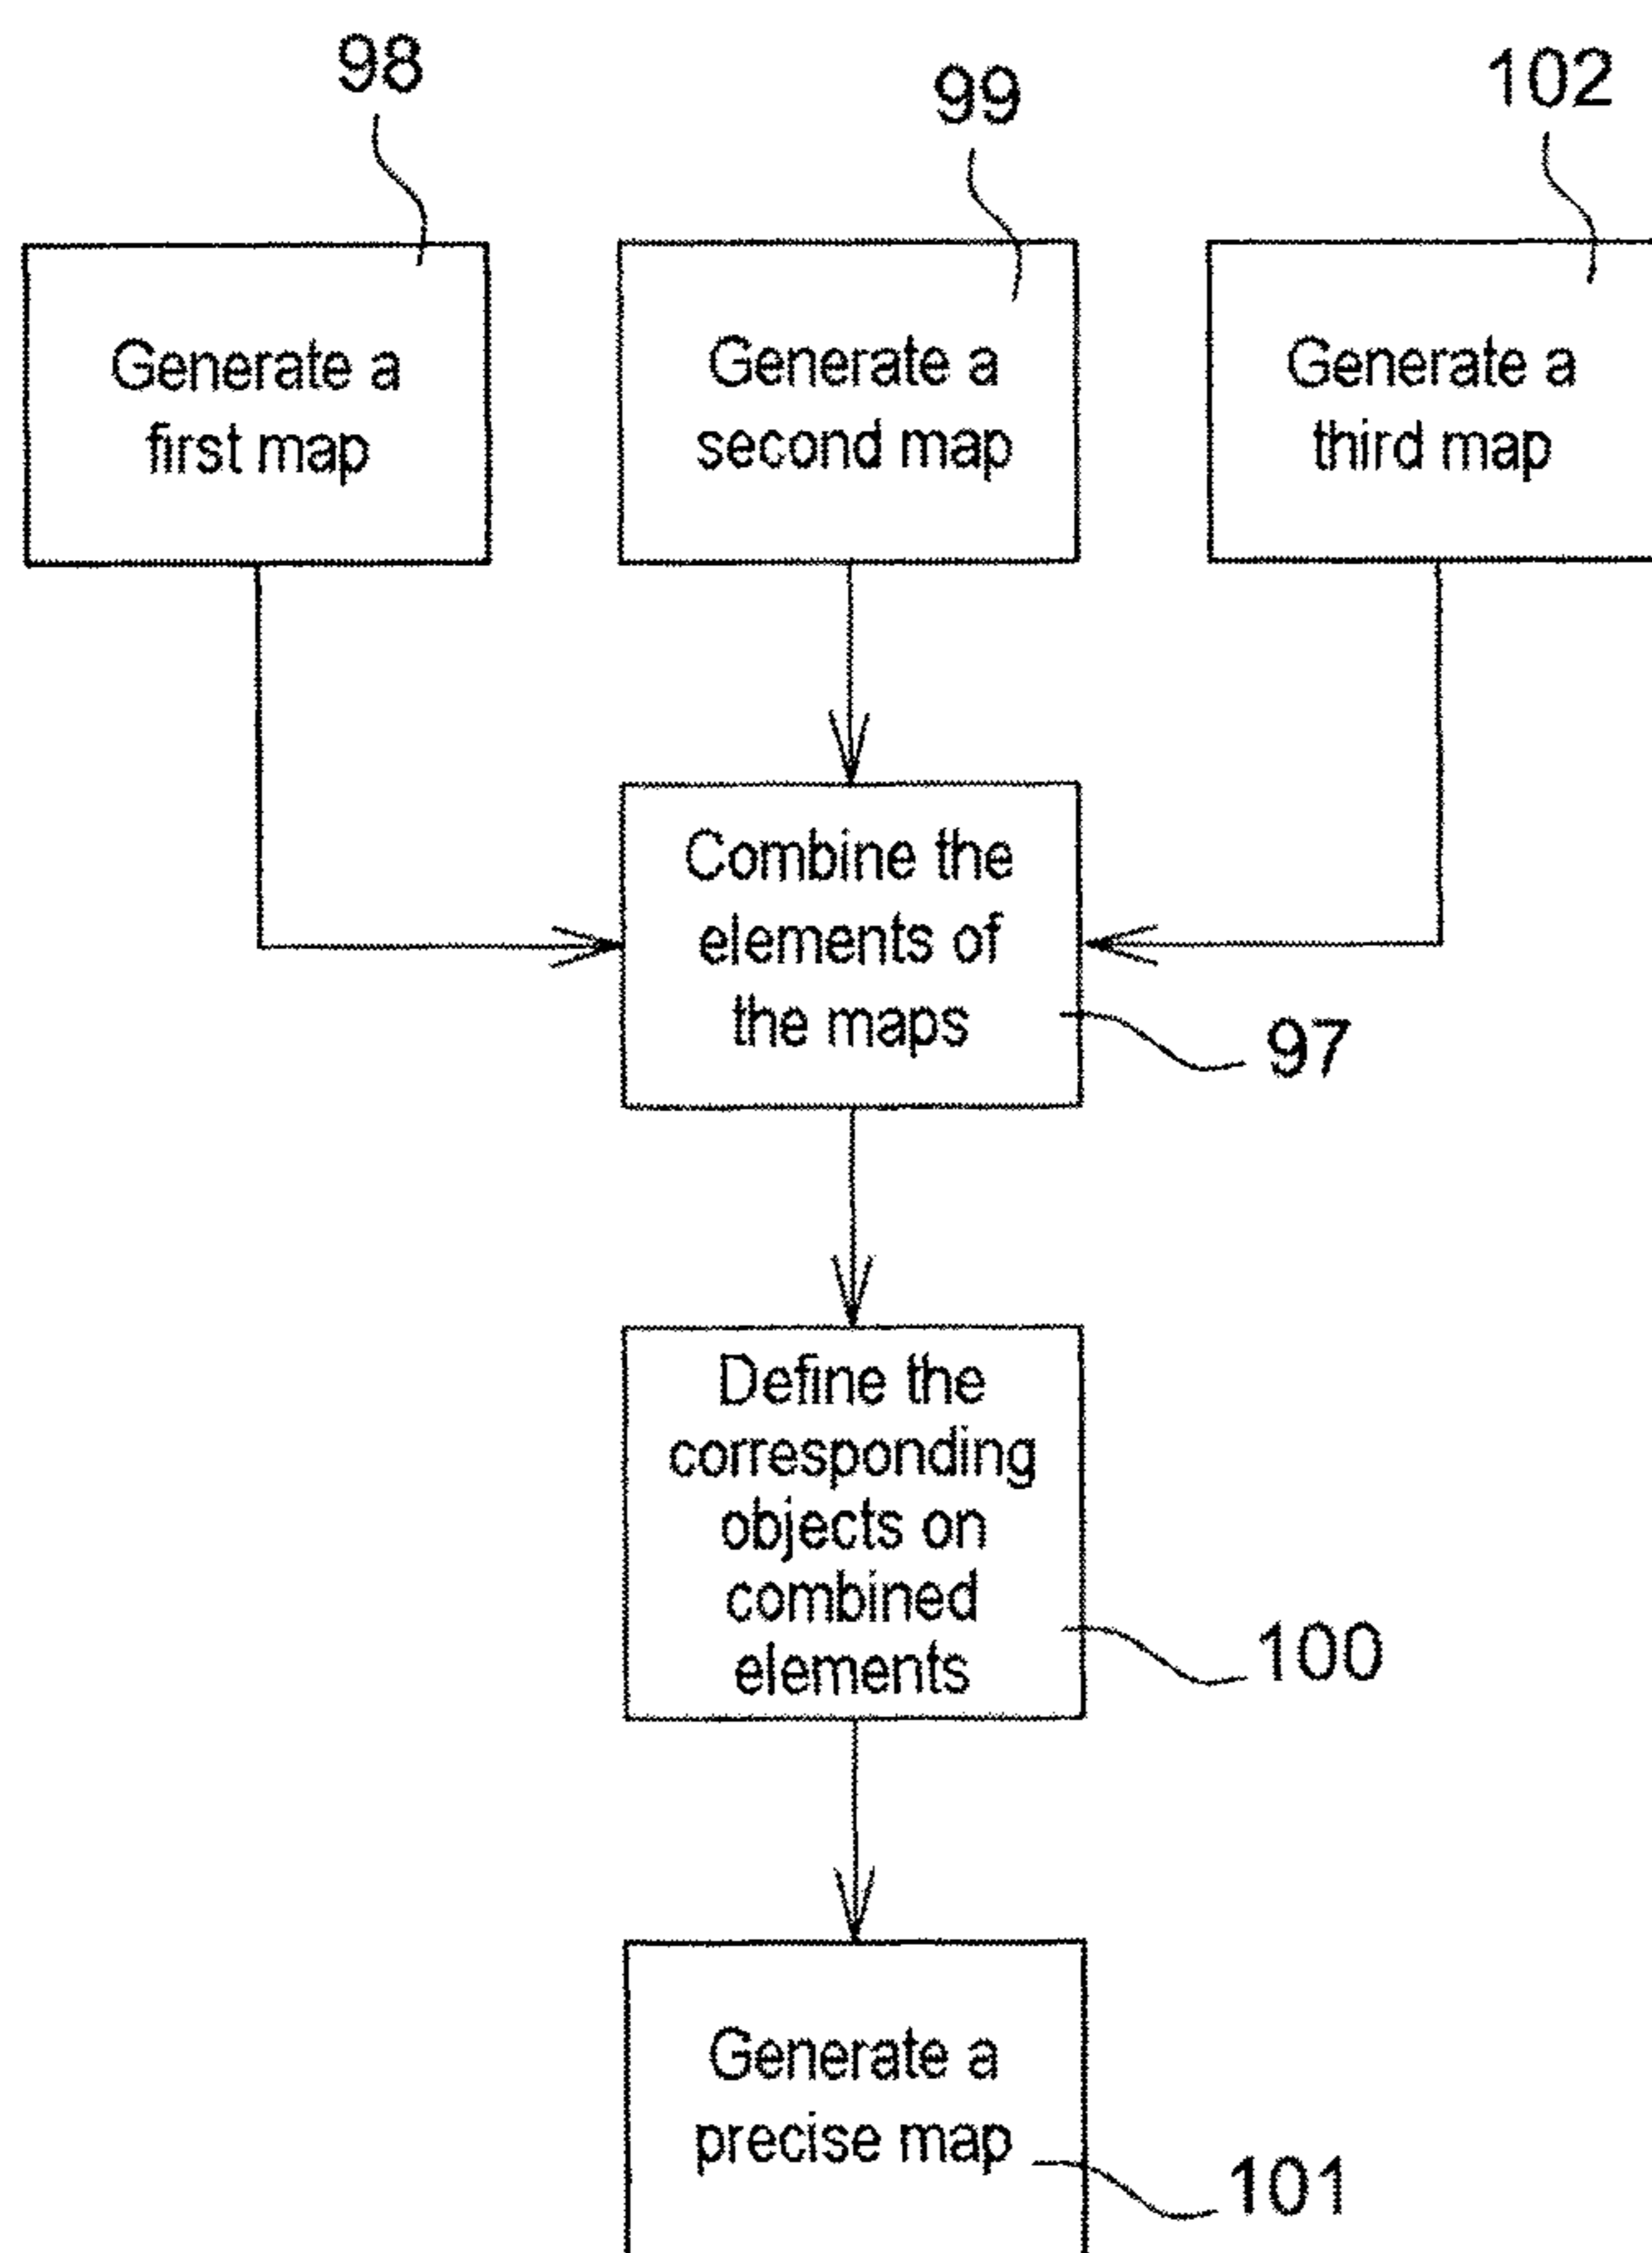 98
99
102
Generate a
first map
Generate a
second map
Generate a
third map
Combine the
elements of
the maps
97
Define the
corresponding
objects on
combined
elements
100
Generate a
precise map
101